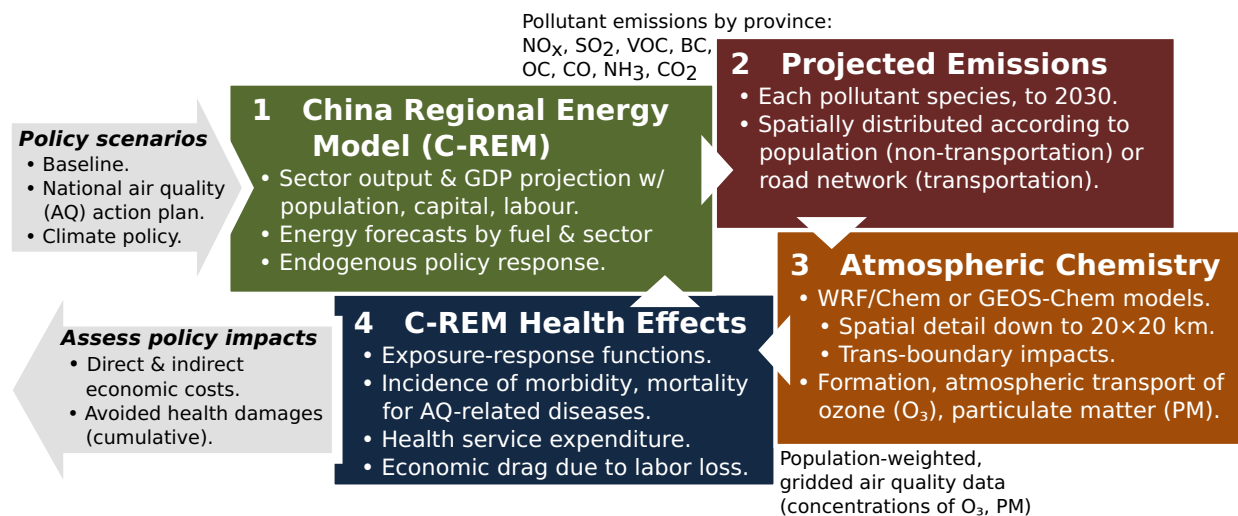 Pollutant emissions by province:
NOx, SO2, VOC, BC,
OC, CO, NH3, CO2
Policy scenarios
• Baseline.
• National air quality
(AQ) action plan.
• Climate policy.
1 China Regional Energy
Model (C-REM)
• Sector output & GDP projection w/
population, capital, labour.
• Energy forecasts by fuel & sector
• Endogenous policy response.
2 Projected Emissions
• Each pollutant species, to 2030.
• Spatially distributed according to
population (non-transportation) or
road network (transportation).
3 Atmospheric Chemistry
• WRF/Chem or GEOS-Chem models.
• Spatial detail down to 20×20 km.
• Trans-boundary impacts.
• Formation, atmospheric transport of
ozone (O₃), particulate matter (PM).
Population-weighted,
gridded air quality data
(concentrations of O₃, PM)
4 C-REM Health Effects
• Exposure-response functions.
• Incidence of morbidity, mortality
for AQ-related diseases.
• Health service expenditure.
• Economic drag due to labor loss.
Assess policy impacts
• Direct & indirect
economic costs.
• Avoided health damages
(cumulative).